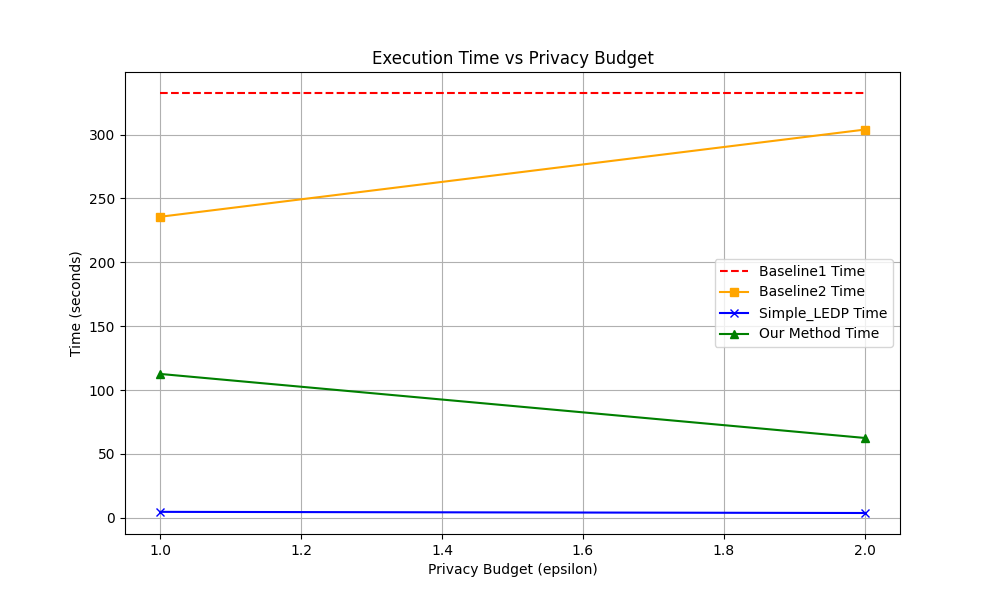 Execution Time vs Privacy Budget
Time (seconds)
300
250
200
150
100
50
0
1.0 1.2 1.4 1.6 1.8 2.0
Privacy Budget (epsilon)
Baseline1 Time
Baseline2 Time
Simple_LEDP Time
Our Method Time